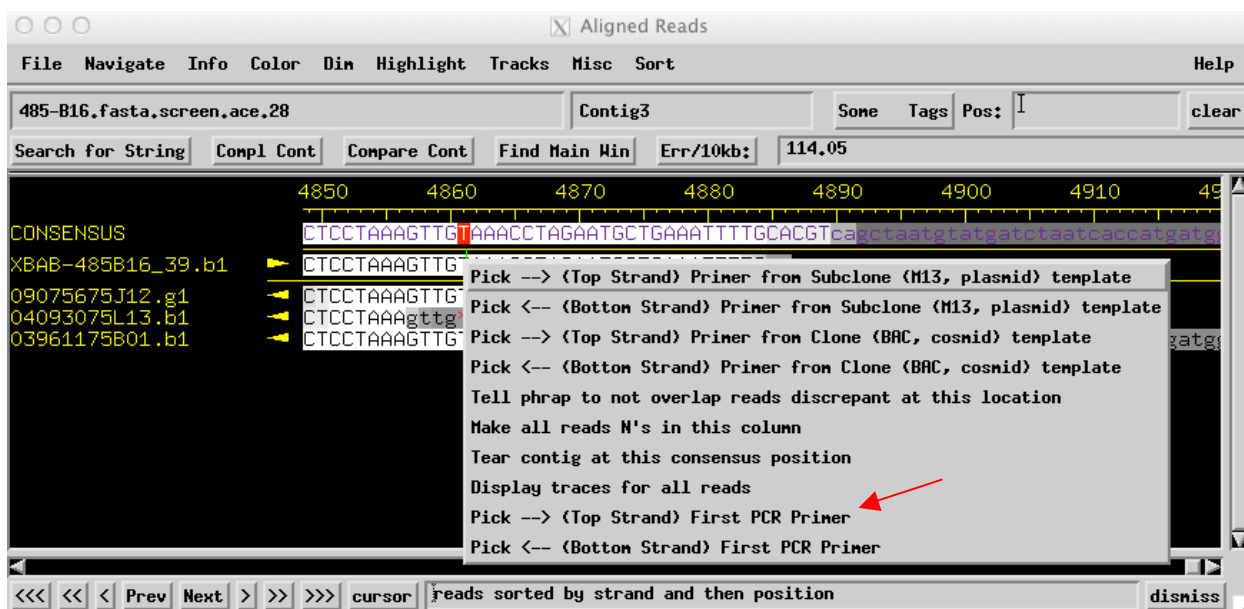 Aligned Reads
File Navigate Info Color Dim Highlight Tracks Misc Sort Help
485-B16.fasta.screen.ace.28 Contig3 Some Tags Pos: clear
Search for String Compl Cont Compare Cont Find Main Win Err/10kb: 114.05
4850 4860 4870 4880 4890 4900 4910 49
CONSENSUS CTCCTAAAGTTGTAAACCTAGAATGCTGAAATTTTGCACGTcagctaatgtatgatctaatcaccatgatgg
XBAB-485B16_39.b1 CTCCTAAAGTTGT
09075675J12.g1 CTCCTAAAGTTGT
04093075L13.b1 CTCCTAAAgttg*
03961175B01.b1 CTCCTAAAGTTGT gatgg
Pick --> (Top Strand) Primer from Subclone (M13, plasmid) template
Pick <-- (Bottom Strand) Primer from Subclone (M13, plasmid) template
Pick --> (Top Strand) Primer from Clone (BAC, cosmid) template
Pick <-- (Bottom Strand) Primer from Clone (BAC, cosmid) template
Tell phrap to not overlap reads discrepant at this location
Make all reads N's in this column
Tear contig at this consensus position
Display traces for all reads
Pick --> (Top Strand) First PCR Primer
Pick <-- (Bottom Strand) First PCR Primer
<<< << < Prev Next > >> >>> cursor reads sorted by strand and then position dismiss